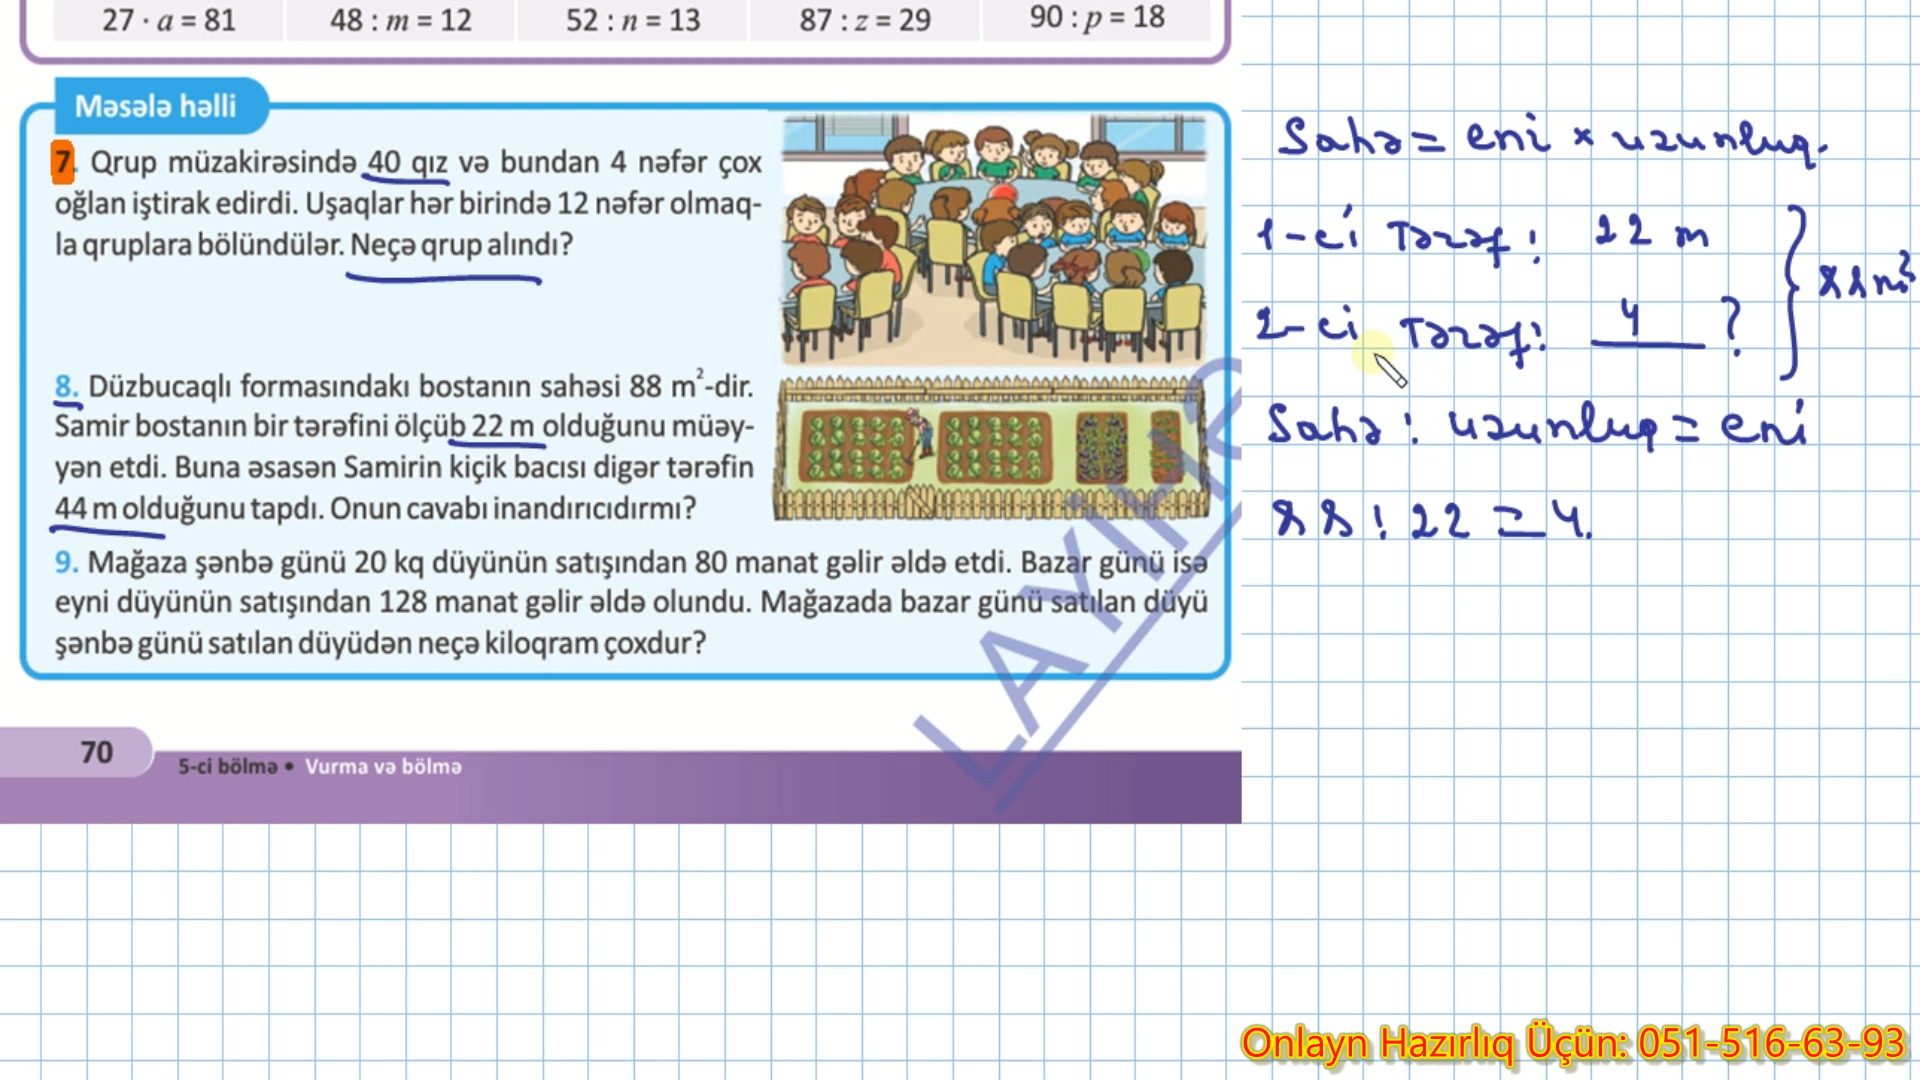 27 · a = 81 48 : m = 12 52 : n = 13 87 : z = 29 90 : p = 18
Məsələ həlli
7. Qrup müzakirəsində 40 qız və bundan 4 nəfər çox
oğlan iştirak edirdi. Uşaqlar hər birində 12 nəfər olmaq-
la qruplara bölündülər. Neçə qrup alındı?
8. Düzbucaqlı formasındakı bostanın sahəsi 88 m²-dir.
Samir bostanın bir tərəfini ölçüb 22 m olduğunu müəy-
yən etdi. Buna əsasən Samirin kiçik bacısı digər tərəfin
44 m olduğunu tapdı. Onun cavabı inandırıcıdırmı?
9. Mağaza şənbə günü 20 kq düyünün satışından 80 manat gəlir əldə etdi. Bazar günü isə
eyni düyünün satışından 128 manat gəlir əldə olundu. Mağazada bazar günü satılan düyü
şənbə günü satılan düyüdən neçə kiloqram çoxdur?
70
5-ci bölmə • Vurma və bölmə
Sahə = eni × uzunluq.
1-ci Tərəf: 22 m
88 m²
2-ci Tərəf: 4 ?
Sahə : uzunluq = eni
88 : 22 = 4.
Onlayn Hazırlıq Üçün: 051-516-63-93